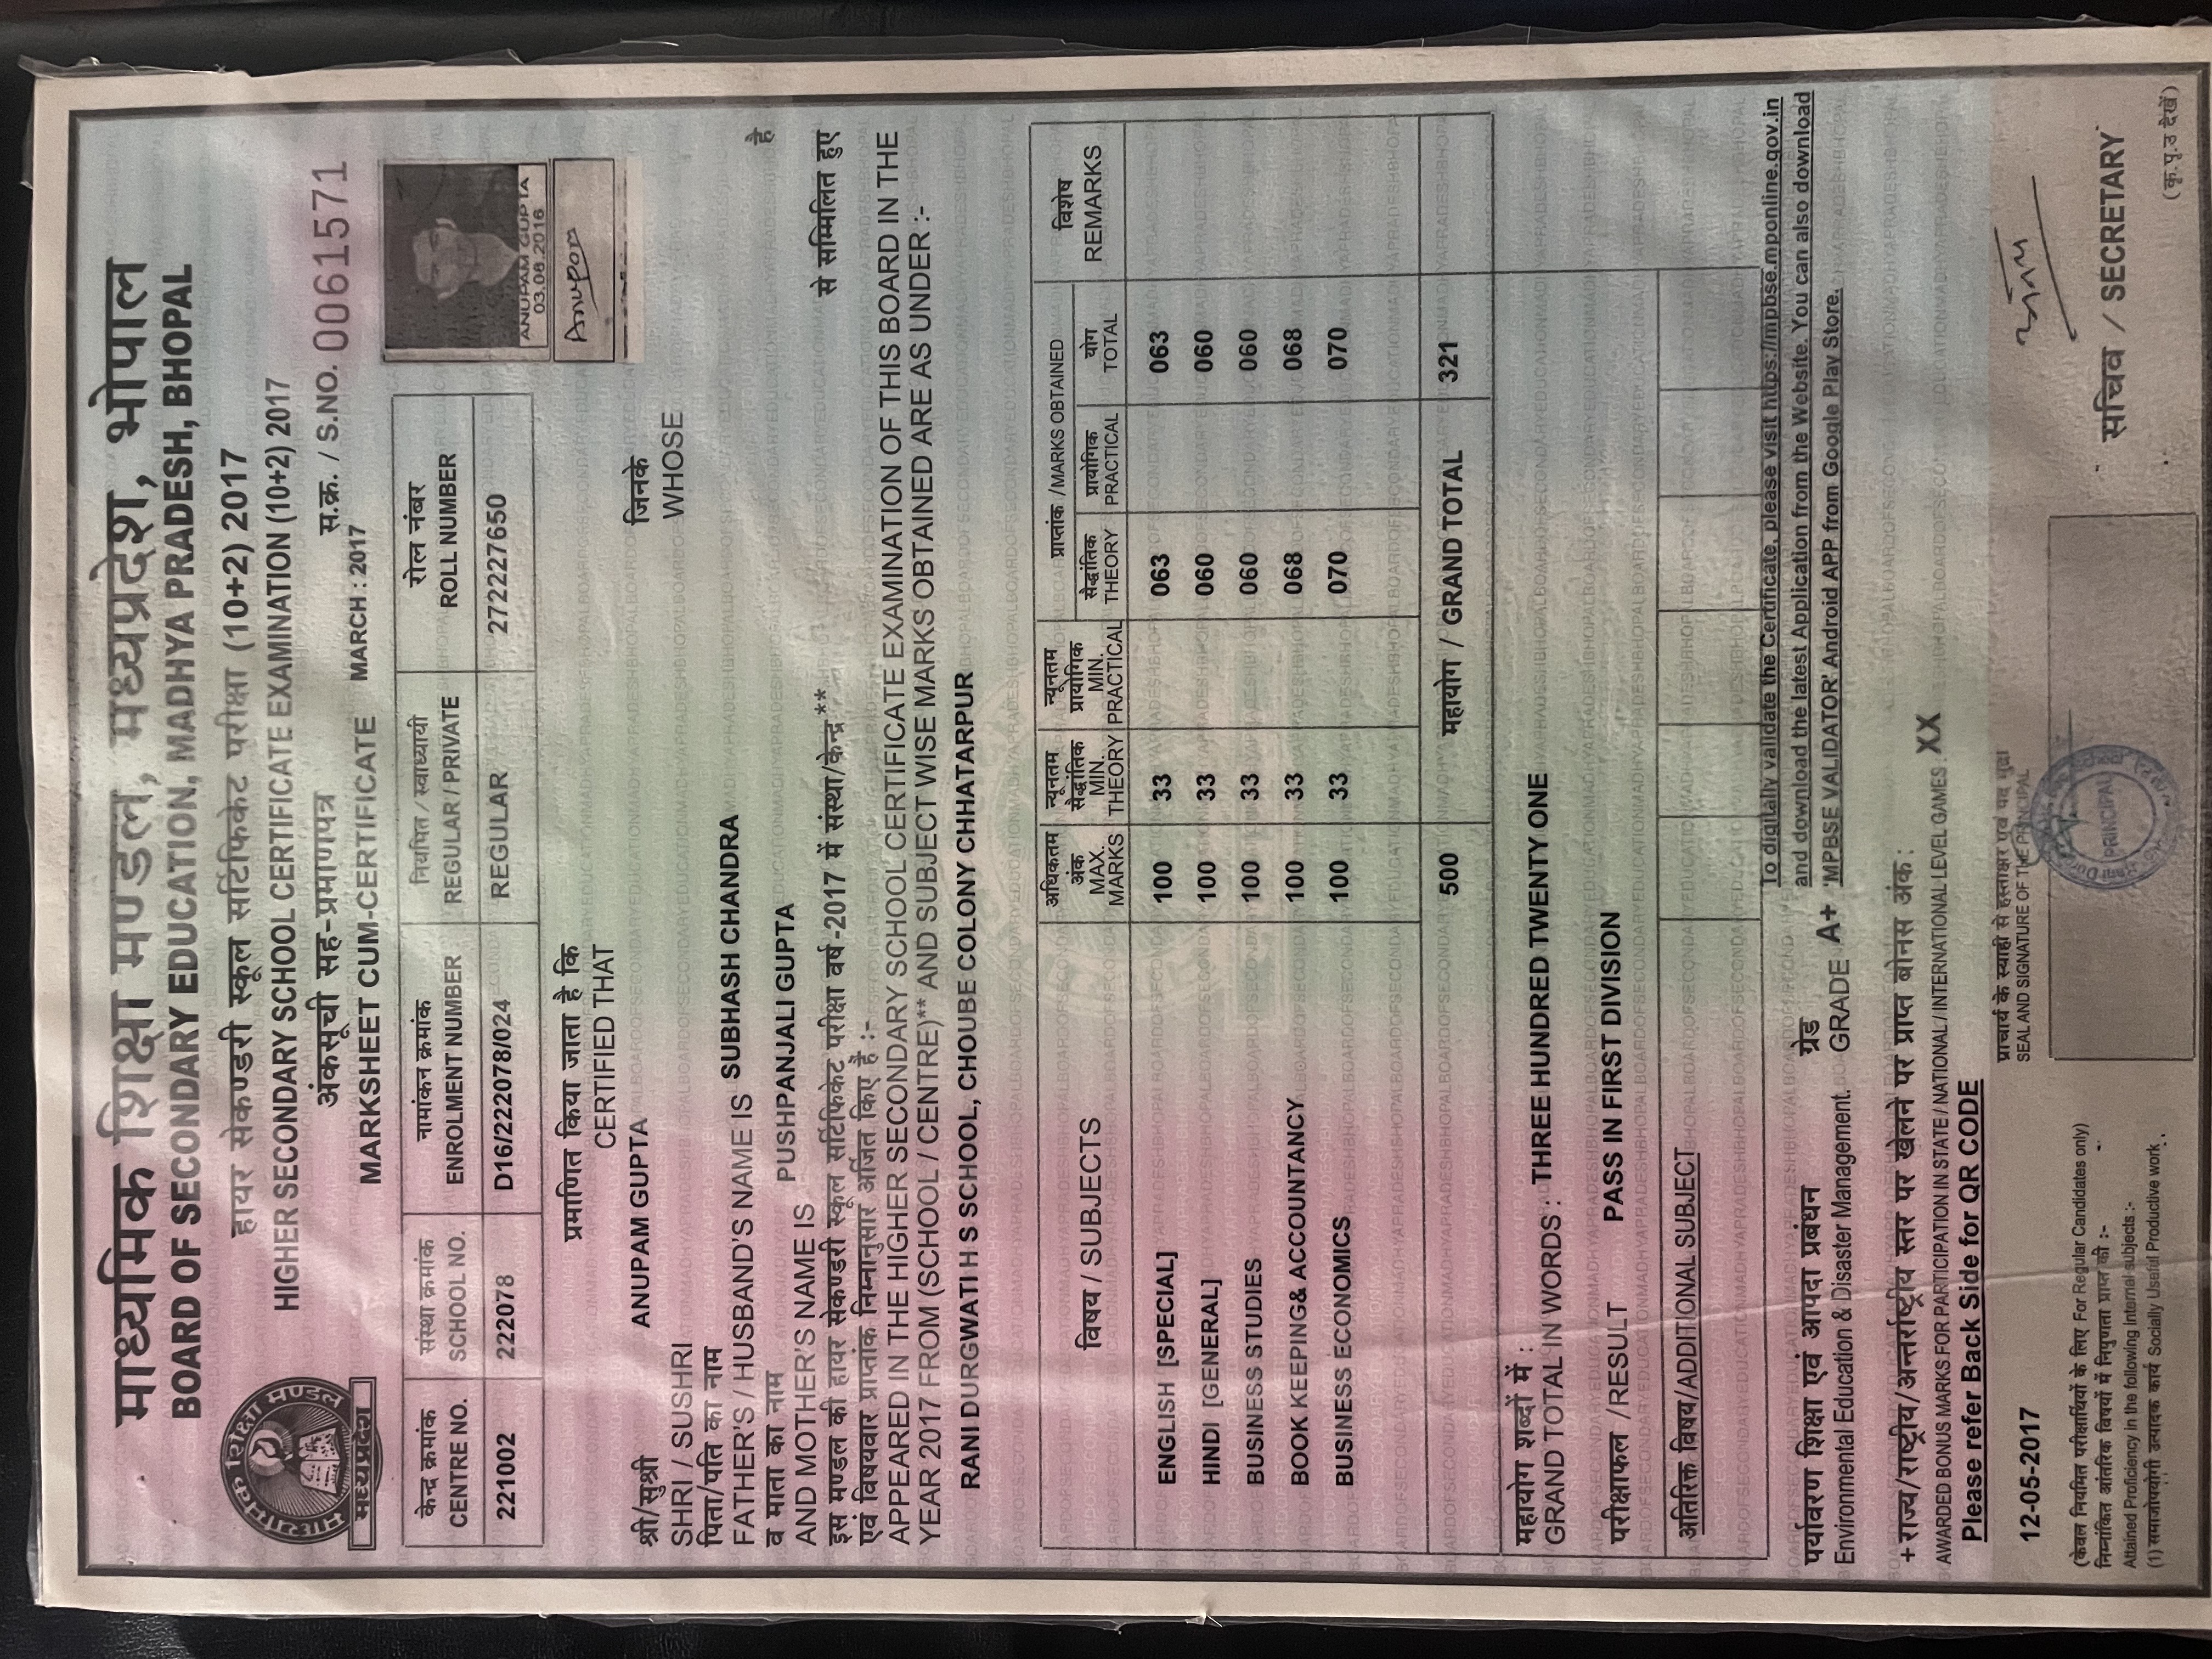 माध्यमिक शिक्षा मण्डल, मध्यप्रदेश, भोपाल
BOARD OF SECONDARY EDUCATION, MADHYA PRADESH, BHOPAL
हायर सेकण्डरी स्कूल सर्टिफिकेट परीक्षा (10+2) 2017
HIGHER SECONDARY SCHOOL CERTIFICATE EXAMINATION (10+2) 2017
अंकसूची सह-प्रमाणपत्र स.क्र. / S.NO. 00615711
MARKSHEET CUM-CERTIFICATE MARCH : 2017
माध्यमिक शिक्षा मण्डल
मध्यप्रदेश
केन्द्र क्रमांक संस्था क्रमांक नामांकन क्रमांक नियमित / स्वाध्यायी रोल नंबर
CENTRE NO. SCHOOL NO. ENROLMENT NUMBER REGULAR / PRIVATE ROLL NUMBER
221002 222078 D16/222078/024 REGULAR 272227650
ANUPAM GUPTA
03.08.2016
Anupam
प्रमाणित किया जाता है कि
CERTIFIED THAT
श्री/सुश्री ANUPAM GUPTA जिनके
SHRI / SUSHRI WHOSE
पिता/पति का नाम
FATHER'S / HUSBAND'S NAME IS SUBHASH CHANDRA
व माता का नाम है
AND MOTHER'S NAME IS PUSHPANJALI GUPTA
इस मण्डल की हायर सेकण्डरी स्कूल सर्टिफिकेट परीक्षा वर्ष-2017 में संस्था/केन्द्र** से सम्मिलित हुए
एवं विषयवार प्राप्तांक निम्नानुसार अर्जित किए है :-
APPEARED IN THE HIGHER SECONDARY SCHOOL CERTIFICATE EXAMINATION OF THIS BOARD IN THE
YEAR 2017 FROM (SCHOOL / CENTRE)** AND SUBJECT WISE MARKS OBTAINED ARE AS UNDER :-
RANI DURGWATI H S SCHOOL, CHOUBE COLONY CHHATARPUR
विषय / SUBJECTS अधिकतम अंक MAX. MARKS न्यूनतम सैद्धांतिक MIN. THEORY न्यूनतम प्रायोगिक MIN. PRACTICAL प्राप्तांक / MARKS OBTAINED विशेष REMARKS
सैद्धांतिक THEORY प्रायोगिक PRACTICAL योग TOTAL
ENGLISH [SPECIAL] 100 33 063 063
HINDI [GENERAL] 100 33 060 060
BUSINESS STUDIES 100 33 060 060
BOOK KEEPING& ACCOUNTANCY 100 33 068 068
BUSINESS ECONOMICS 100 33 070 070
500 महायोग / GRAND TOTAL 321
महायोग शब्दों में :
GRAND TOTAL IN WORDS : THREE HUNDRED TWENTY ONE
परीक्षाफल / RESULT PASS IN FIRST DIVISION
अतिरिक्त विषय/ADDITIONAL SUBJECT
To digitally validate the Certificate, please visit https://mpbse.mponline.gov.in
पर्यावरण शिक्षा एवं आपदा प्रबंधन ग्रेड and download the latest Application from the Website. You can also download
Environmental Education & Disaster Management. GRADE A+ 'MPBSE VALIDATOR' Android APP from Google Play Store.
+ राज्य/राष्ट्रीय/अन्तर्राष्ट्रीय स्तर पर खेलने पर प्राप्त बोनस अंक :
AWARDED BONUS MARKS FOR PARTICIPATION IN STATE / NATIONAL / INTERNATIONAL LEVEL GAMES : XX
Please refer Back Side for QR CODE
प्राचार्य के स्याही से हस्ताक्षर एवं पद मुद्रा
SEAL AND SIGNATURE OF THE PRINCIPAL
12-05-2017
PRINCIPAL
(केवल नियमित परीक्षार्थियों के लिए For Regular Candidates only)
निम्नांकित आंतरिक विषयों में निपुणता प्राप्त की :-
Attained Proficiency in the following Internal subjects :-
(1) समाजोपयोगी उत्पादक कार्य Socially Usefull Productive work
सचिव / SECRETARY
(कृ.पृ.उ देखें)